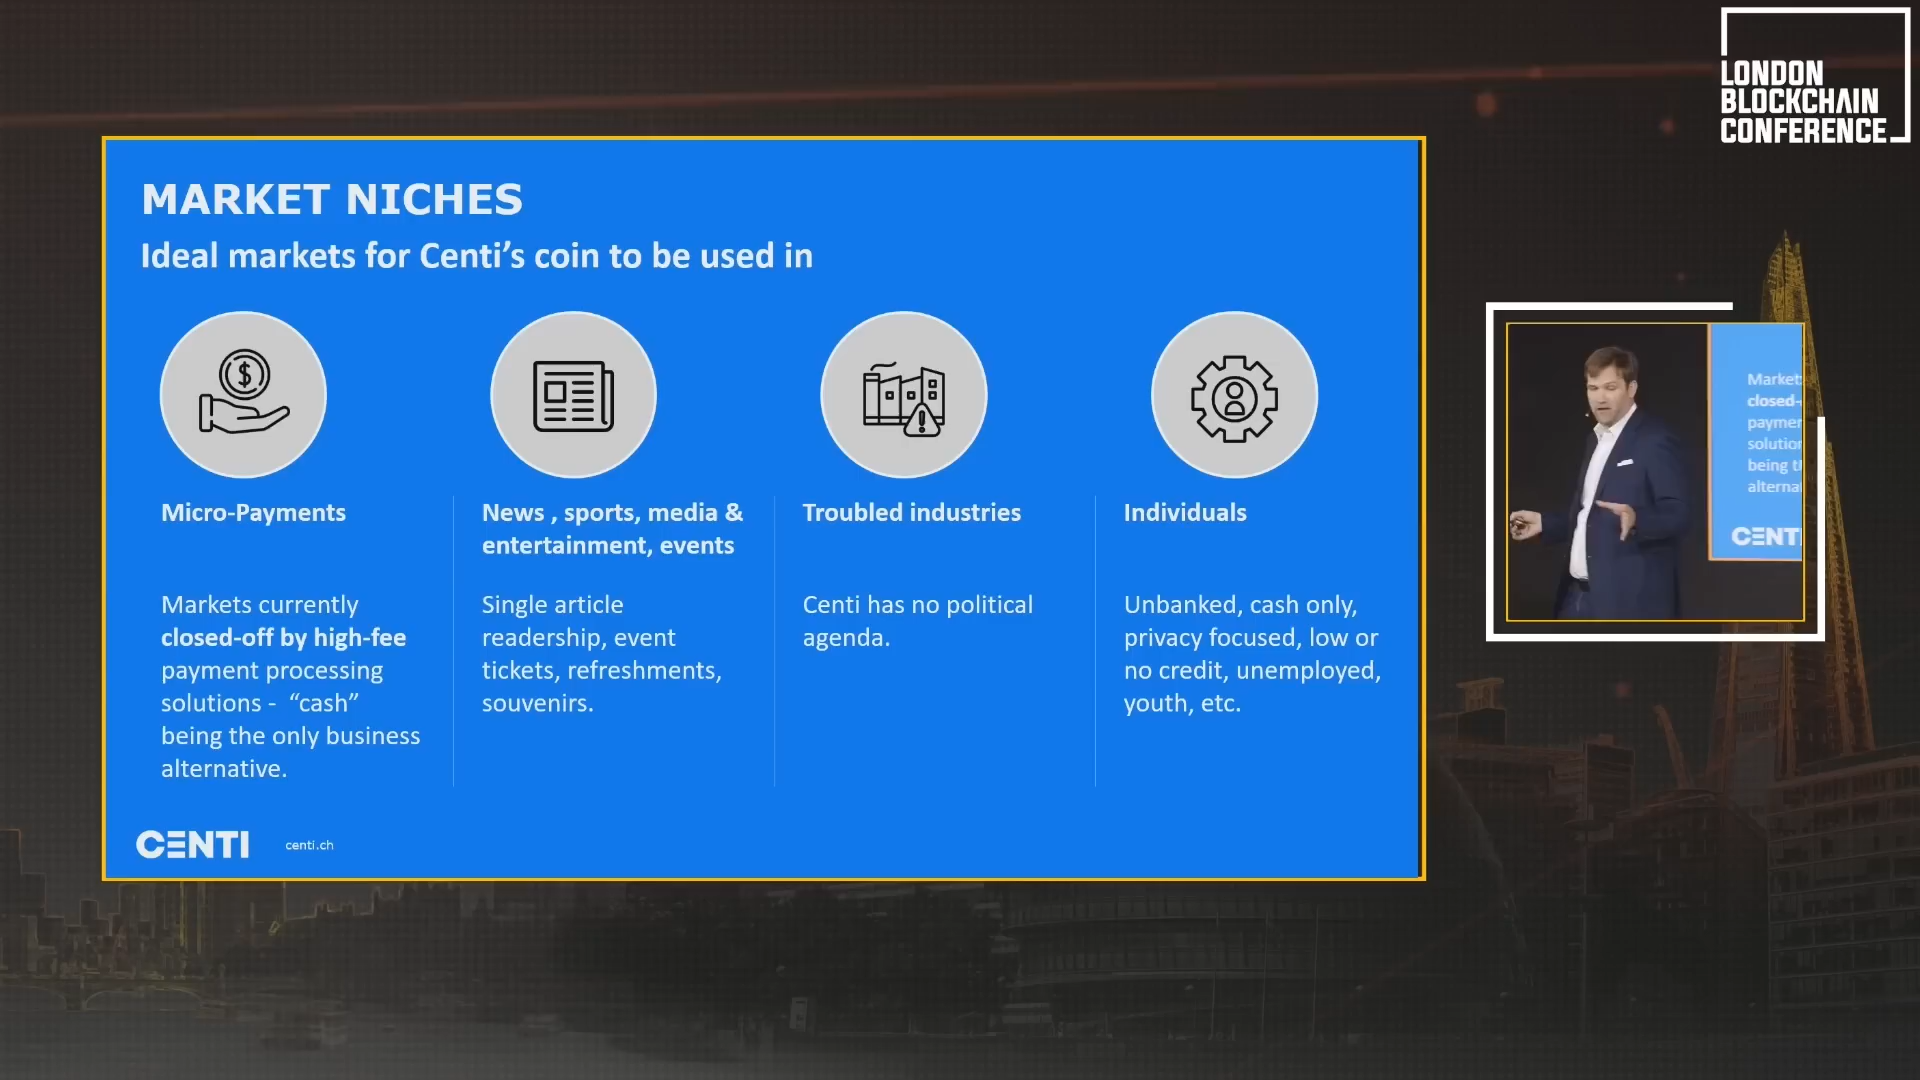 LONDON
BLOCKCHAIN
CONFERENCE
MARKET NICHES
Ideal markets for Centi’s coin to be used in
Micro-Payments
Markets currently
closed-off by high-fee
payment processing
solutions - “cash”
being the only business
alternative.
News , sports, media &
entertainment, events
Single article
readership, event
tickets, refreshments,
souvenirs.
Troubled industries
Centi has no political
agenda.
Individuals
Unbanked, cash only,
privacy focused, low or
no credit, unemployed,
youth, etc.
CENTI
centi.ch
Market
closed-
paymen
solution
being t
alterna
CENTI